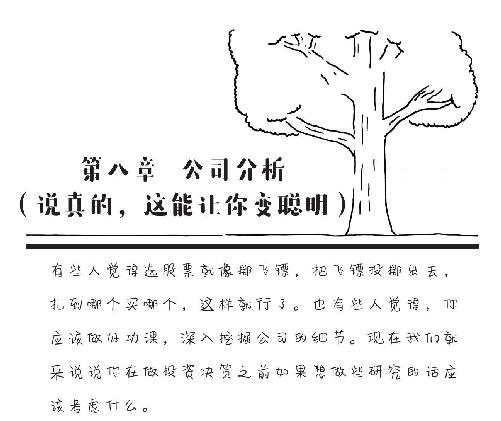 第八章 公司分析
（说真的，这能让你变聪明）
有些人觉得选股票就像掷飞镖，把飞镖投掷出去，
扎到哪个买哪个，这样就行了。也有些人觉得，你
应该做好功课，深入挖掘公司的细节。现在我们就
来说说你在做投资决策之前如果想做些研究的话应
该考虑什么。